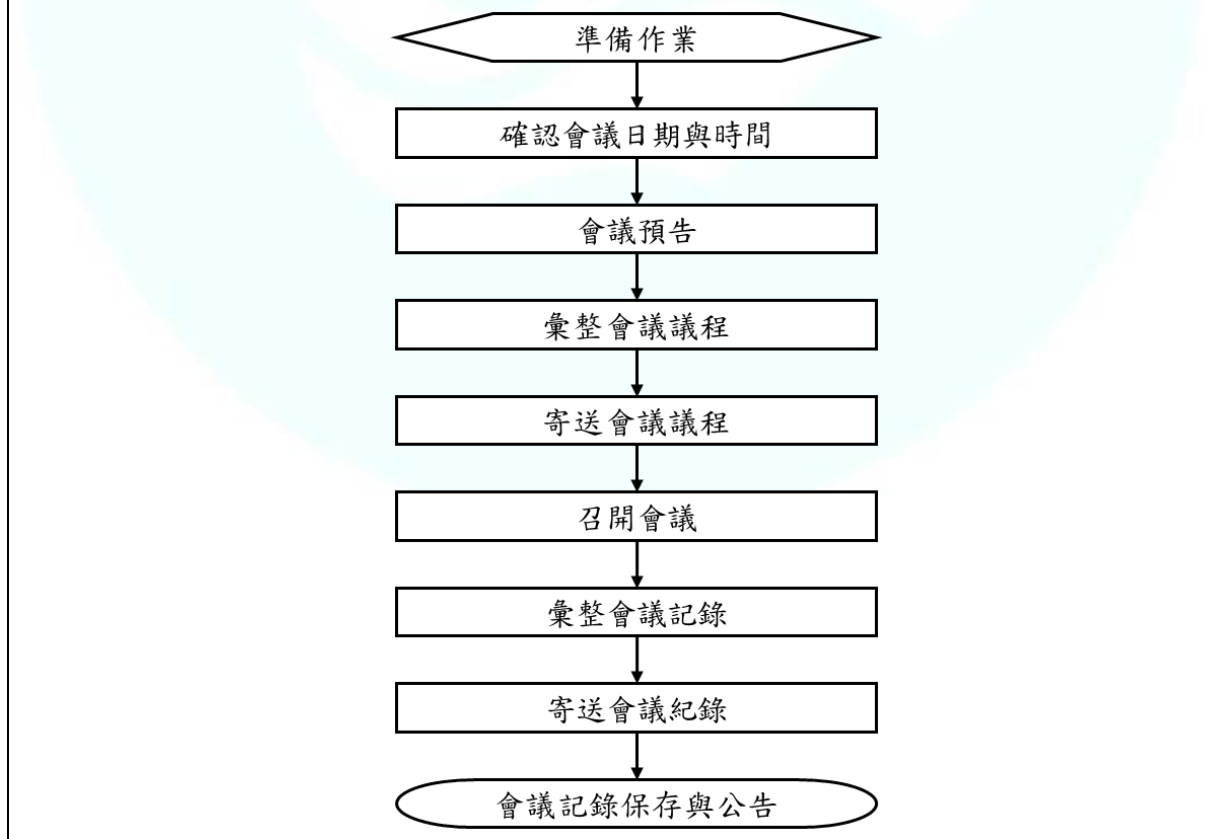 準備作業
確認會議日期與時間
會議預告
彙整會議議程
寄送會議議程
召開會議
彙整會議記錄
寄送會議紀錄
會議記錄保存與公告